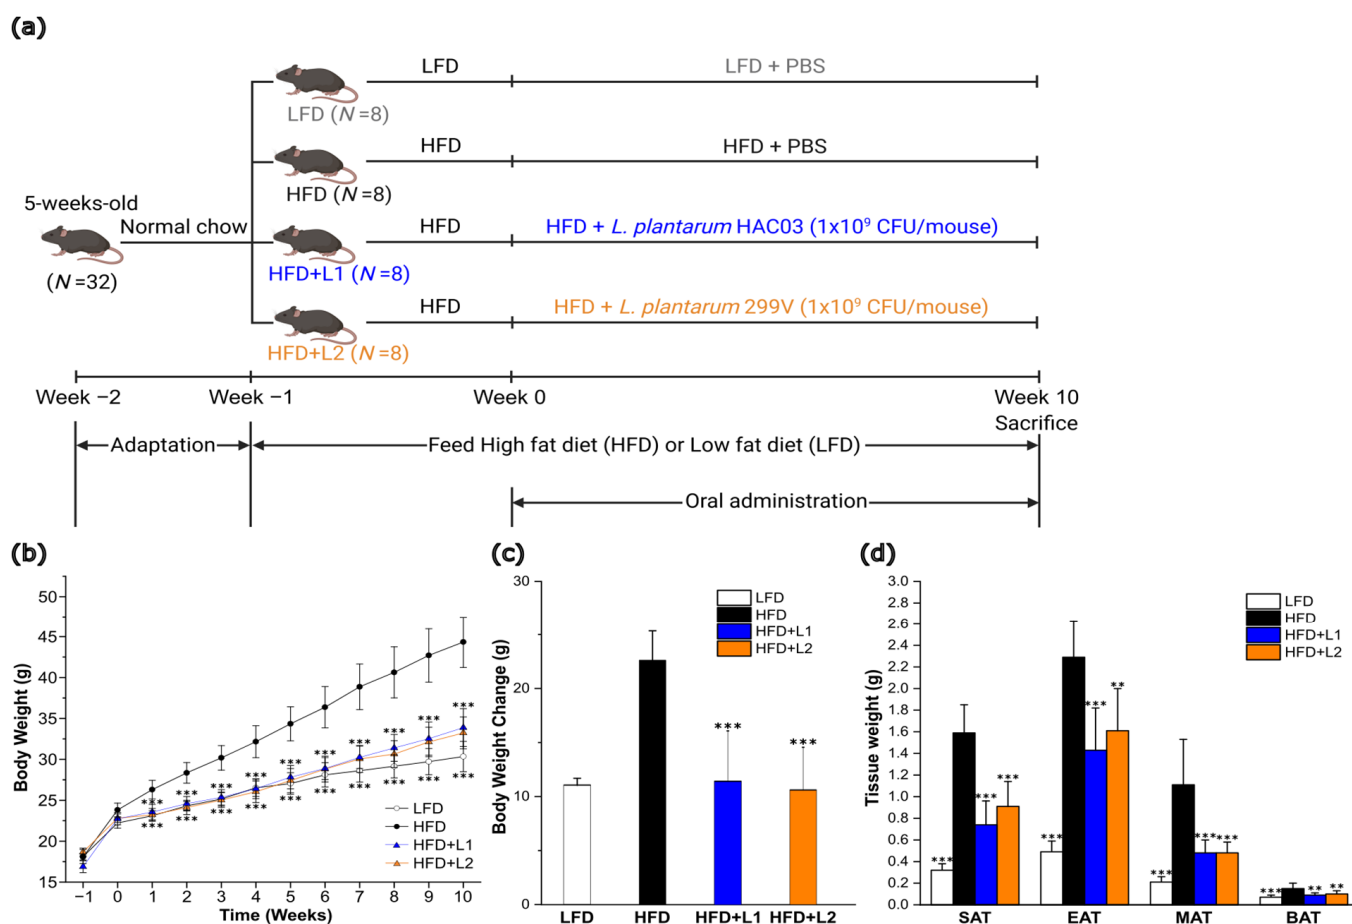 (a)
LFD
LFD + PBS
LFD (N =8)
HFD
HFD + PBS
HFD (N =8)
5-weeks-old
Normal chow
(N =32)
HFD
HFD + L. plantarum HAC03 (1x10⁹ CFU/mouse)
HFD+L1 (N =8)
HFD
HFD + L. plantarum 299V (1x10⁹ CFU/mouse)
HFD+L2 (N =8)
Week −2
Week −1
Week 0
Week 10
Sacrifice
Adaptation
Feed High fat diet (HFD) or Low fat diet (LFD)
Oral administration
(b)
Body Weight (g)
50
45
40
35
30
25
20
15
*** *** *** *** *** *** *** *** *** ***
*** *** *** *** *** *** *** *** *** ***
LFD
HFD
HFD+L1
HFD+L2
−1 0 1 2 3 4 5 6 7 8 9 10
Time (Weeks)
(c)
Body Weight Change (g)
30
20
10
0
LFD
HFD
HFD+L1
HFD+L2
*** ***
LFD HFD HFD+L1 HFD+L2
(d)
Tissue weight (g)
3.0
2.8
2.6
2.4
2.2
2.0
1.8
1.6
1.4
1.2
1.0
0.8
0.6
0.4
0.2
0.0
LFD
HFD
HFD+L1
HFD+L2
*** *** ***
*** *** **
*** *** ***
*** ** **
SAT EAT MAT BAT